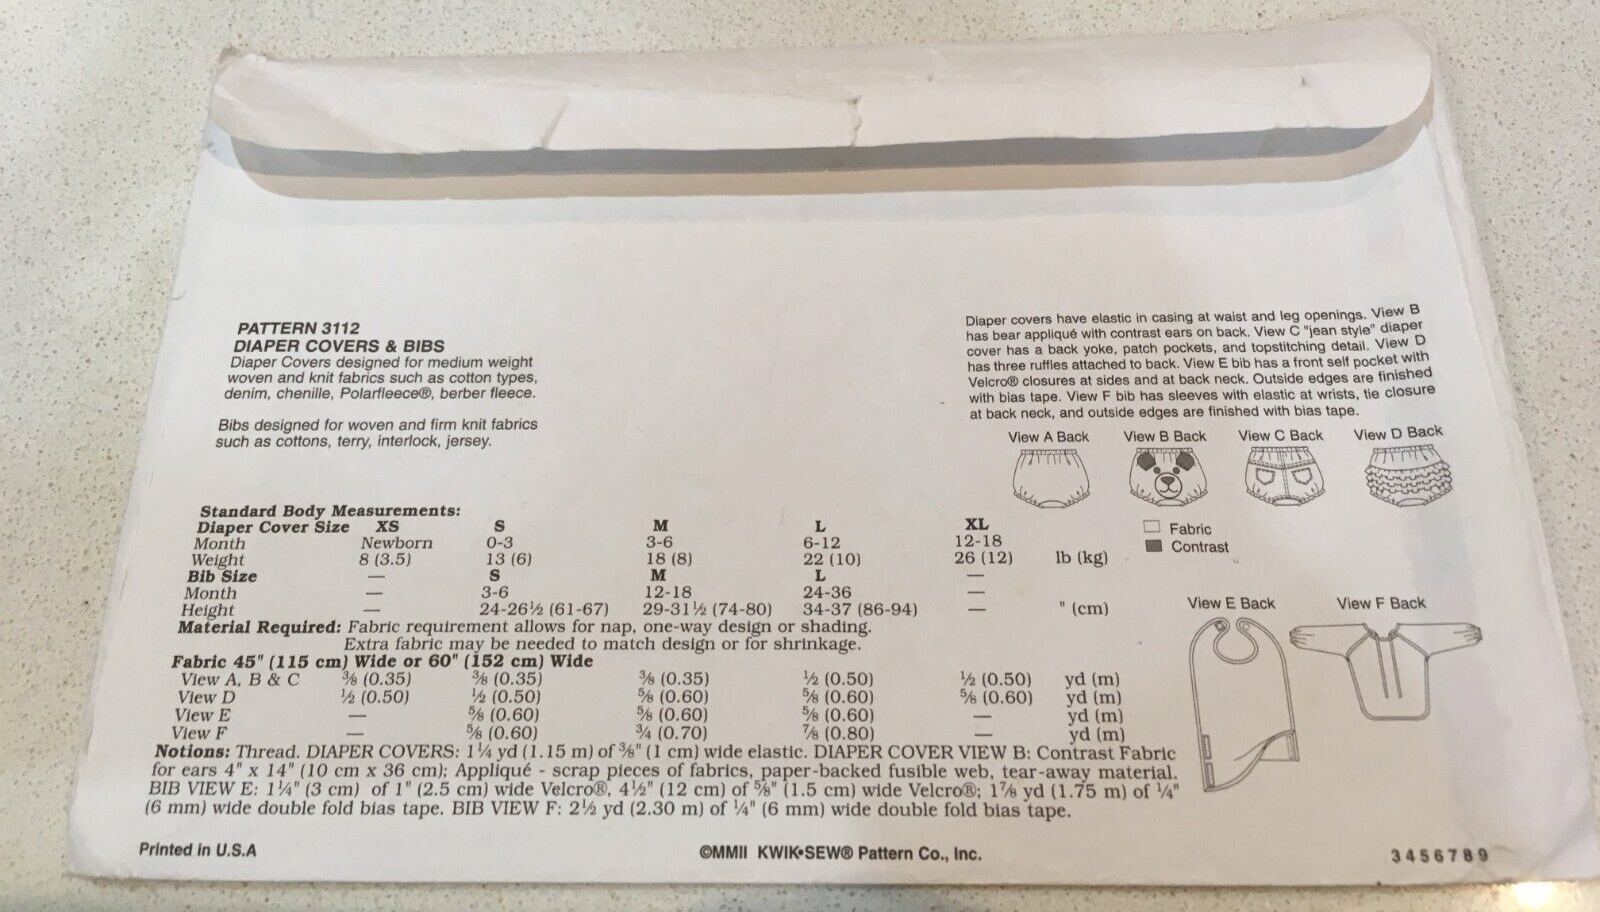 PATTERN 3112
DIAPER COVERS & BIBS
Diaper Covers designed for medium weight
woven and knit fabrics such as cotton types,
denim, chenille, Polarfleece®, berber fleece.
Bibs designed for woven and firm knit fabrics
such as cottons, terry, interlock, jersey.
Diaper covers have elastic in casing at waist and leg openings. View B
has bear appliqué with contrast ears on back. View C "jean style" diaper
cover has a back yoke, patch pockets, and topstitching detail. View D
has three ruffles attached to back. View E bib has a front self pocket with
Velcro® closures at sides and at back neck. Outside edges are finished
with bias tape. View F bib has sleeves with elastic at wrists, tie closure
at back neck, and outside edges are finished with bias tape.
View A Back View B Back View C Back View D Back
Fabric
Contrast
View E Back View F Back
Standard Body Measurements:
Diaper Cover Size XS S M L XL
Month Newborn 0-3 3-6 6-12 12-18
Weight 8 (3.5) 13 (6) 18 (8) 22 (10) 26 (12) lb (kg)
Bib Size — S M L —
Month — 3-6 12-18 24-36 —
Height — 24-26½ (61-67) 29-31½ (74-80) 34-37 (86-94) — " (cm)
Material Required: Fabric requirement allows for nap, one-way design or shading.
Extra fabric may be needed to match design or for shrinkage.
Fabric 45" (115 cm) Wide or 60" (152 cm) Wide
View A, B & C ⅜ (0.35) ⅜ (0.35) ⅜ (0.35) ½ (0.50) ½ (0.50) yd (m)
View D ½ (0.50) ½ (0.50) ⅝ (0.60) ⅝ (0.60) ⅝ (0.60) yd (m)
View E — ⅝ (0.60) ⅝ (0.60) ⅝ (0.60) — yd (m)
View F — ⅝ (0.60) ¾ (0.70) ⅞ (0.80) — yd (m)
Notions: Thread. DIAPER COVERS: 1¼ yd (1.15 m) of ⅜" (1 cm) wide elastic. DIAPER COVER VIEW B: Contrast Fabric
for ears 4" x 14" (10 cm x 36 cm); Appliqué - scrap pieces of fabrics, paper-backed fusible web, tear-away material.
BIB VIEW E: 1¼" (3 cm) of 1" (2.5 cm) wide Velcro®, 4½" (12 cm) of ⅝" (1.5 cm) wide Velcro®; 1⅞ yd (1.75 m) of ¼"
(6 mm) wide double fold bias tape. BIB VIEW F: 2½ yd (2.30 m) of ¼" (6 mm) wide double fold bias tape.
Printed in U.S.A ©MMII KWIK•SEW® Pattern Co., Inc. 3 4 5 6 7 8 9